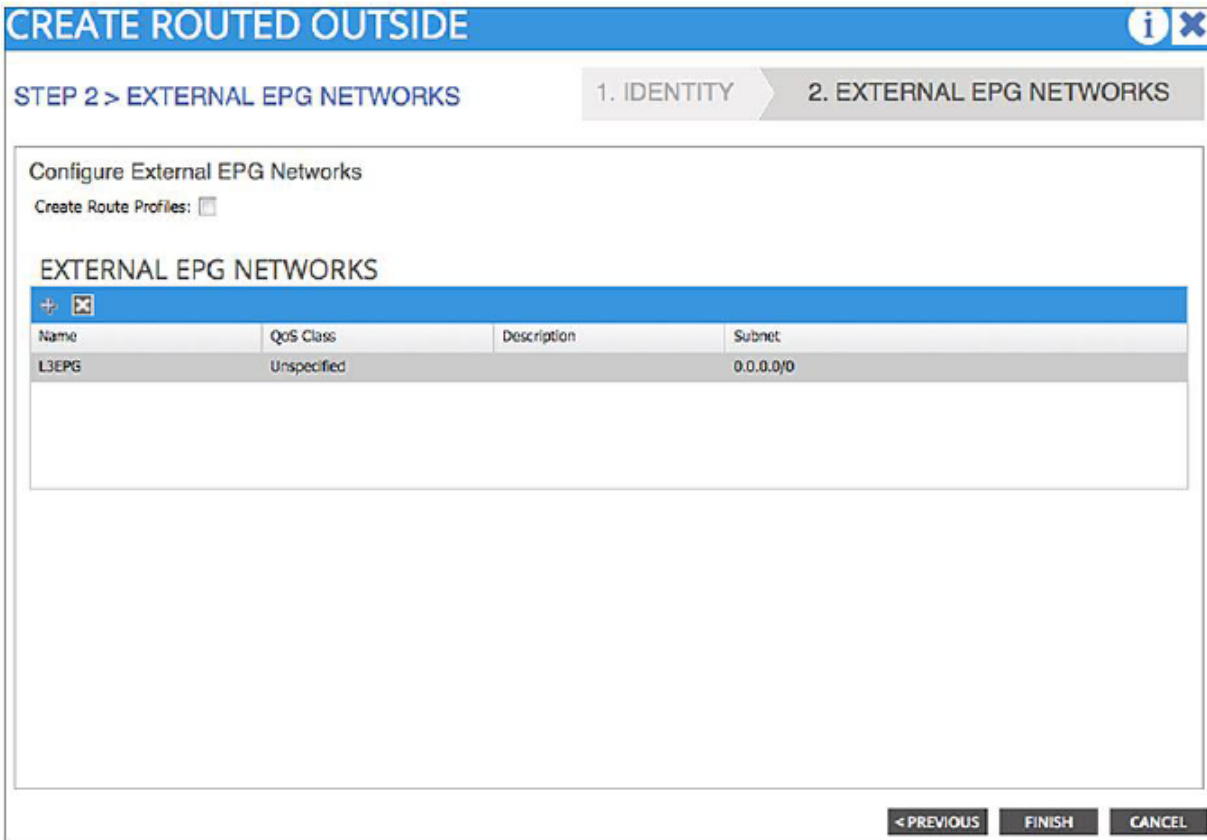 CREATE ROUTED OUTSIDE
i
STEP 2 > EXTERNAL EPG NETWORKS
1. IDENTITY
2. EXTERNAL EPG NETWORKS
Configure External EPG Networks
Create Route Profiles:
EXTERNAL EPG NETWORKS
Name QoS Class Description Subnet
L3EPG Unspecified 0.0.0.0/0
< PREVIOUS FINISH CANCEL